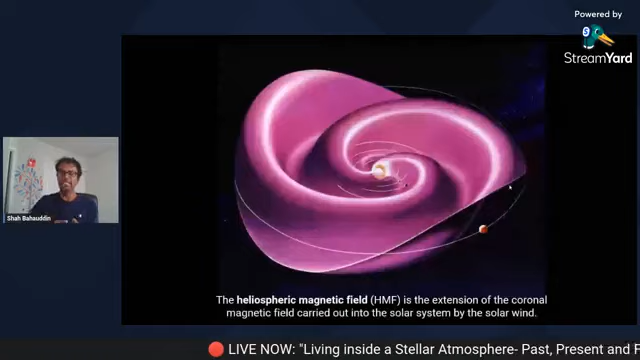 Powered by
StreamYard
Shah Bahauddin
The heliospheric magnetic field (HMF) is the extension of the coronal
magnetic field carried out into the solar system by the solar wind.
LIVE NOW: "Living inside a Stellar Atmosphere- Past, Present and F